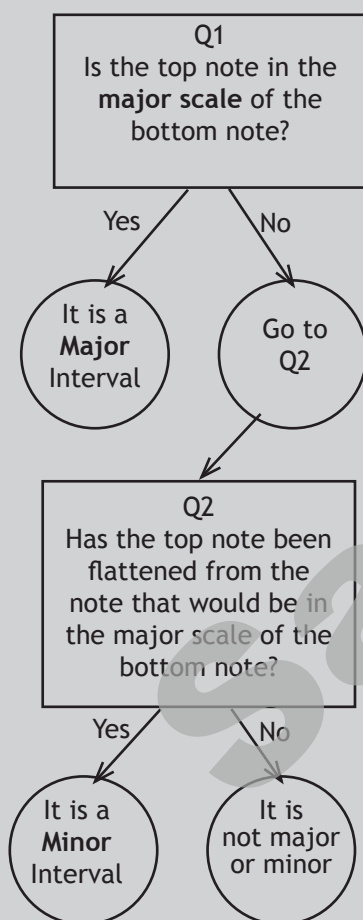 Q1
Is the top note in the
major scale of the
bottom note?
Yes
No
It is a
Major
Interval
Go to
Q2
Q2
Has the top note been
flattened from the
note that would be in
the major scale of the
bottom note?
Yes
No
It is a
Minor
Interval
It is
not major
or minor